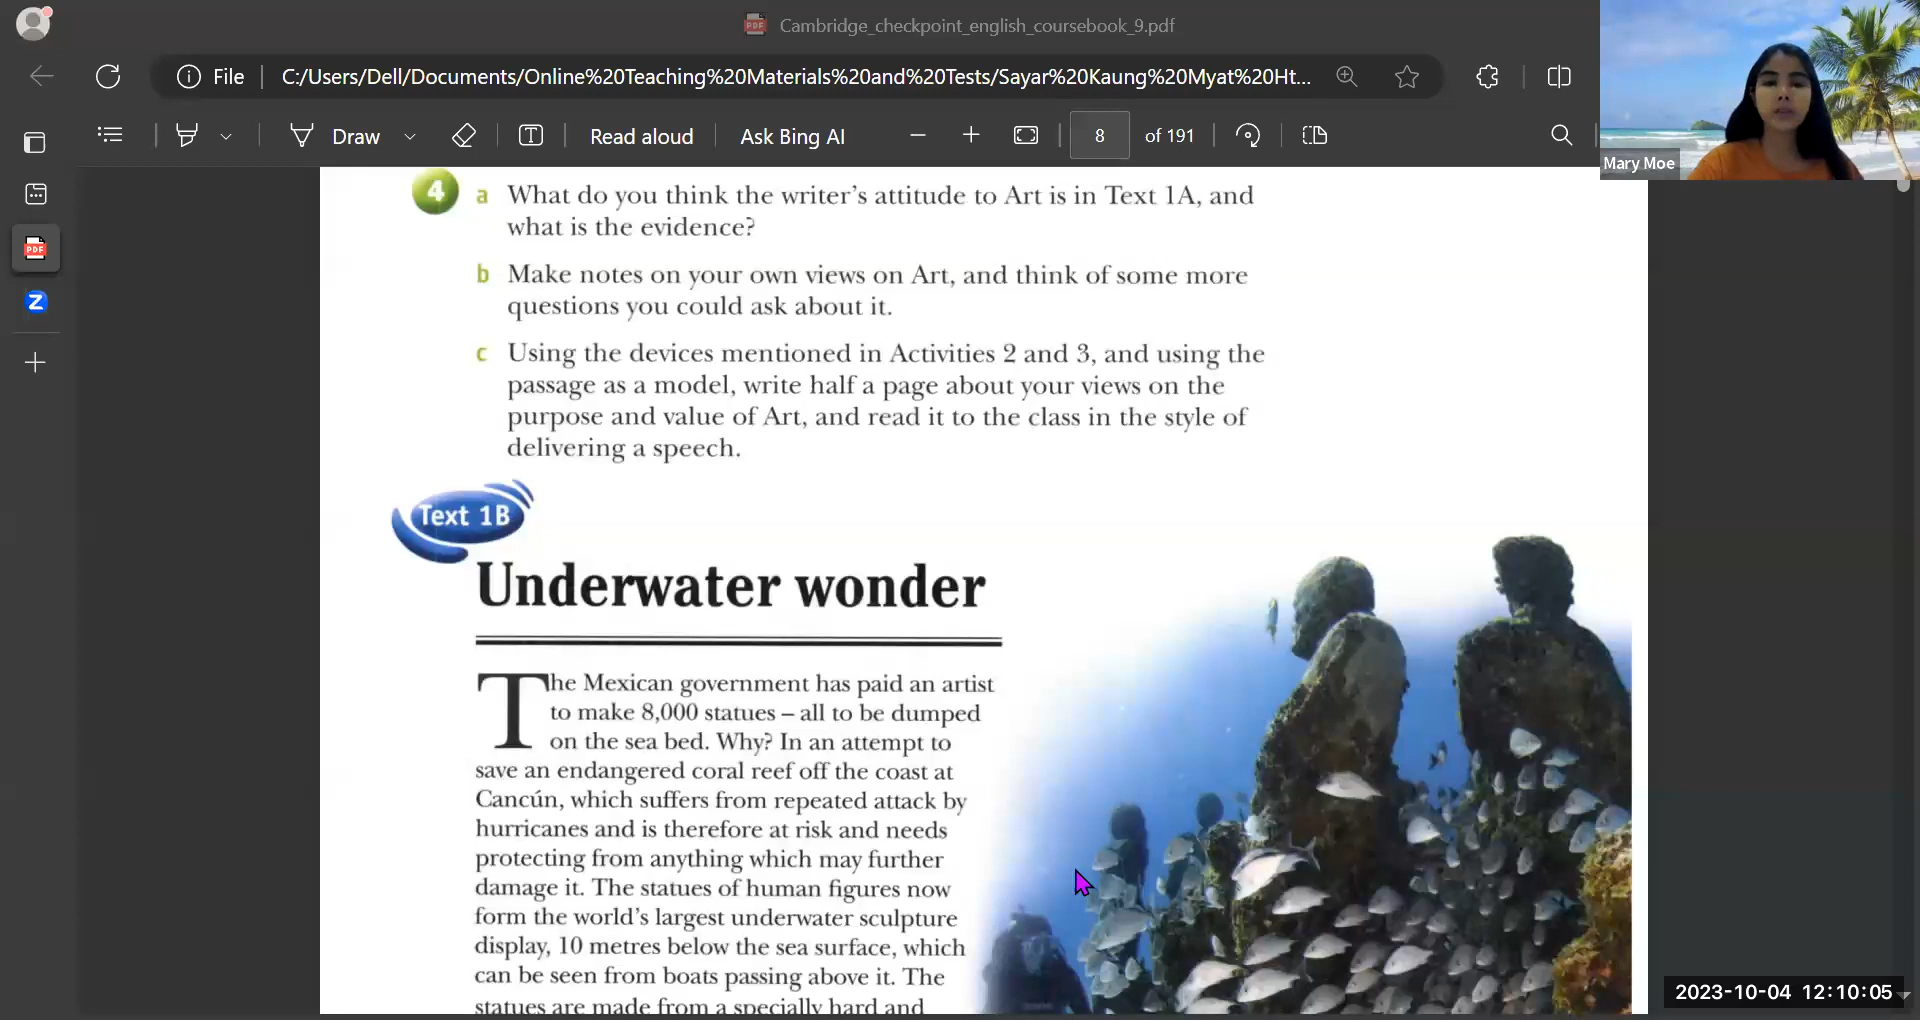 Cambridge_checkpoint_english_coursebook_9.pdf
File
C:/Users/Dell/Documents/Online%20Teaching%20Materials%20and%20Tests/Sayar%20Kaung%20Myat%20Ht...
Draw
Read aloud
Ask Bing AI
8
of 191
Mary Moe
4
a What do you think the writer's attitude to Art is in Text 1A, and
what is the evidence?
b Make notes on your own views on Art, and think of some more
questions you could ask about it.
c Using the devices mentioned in Activities 2 and 3, and using the
passage as a model, write half a page about your views on the
purpose and value of Art, and read it to the class in the style of
delivering a speech.
Text 1B
Underwater wonder
The Mexican government has paid an artist
to make 8,000 statues – all to be dumped
on the sea bed. Why? In an attempt to
save an endangered coral reef off the coast at
Cancún, which suffers from repeated attack by
hurricanes and is therefore at risk and needs
protecting from anything which may further
damage it. The statues of human figures now
form the world's largest underwater sculpture
display, 10 metres below the sea surface, which
can be seen from boats passing above it. The
statues are made from a specially hard and
2023-10-04 12:10:05